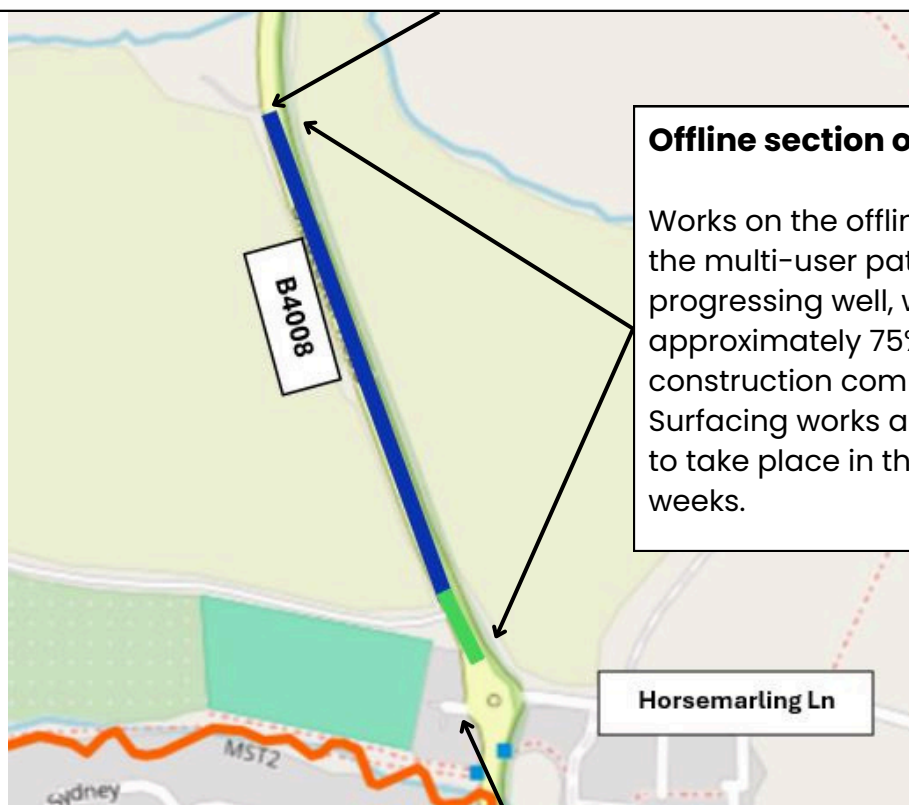 Offline section o
Works on the offlin
the multi-user pat
progressing well, w
approximately 75%
construction com
Surfacing works a
to take place in th
weeks.
B4008
Horsemarling Ln
MST2
Sydney